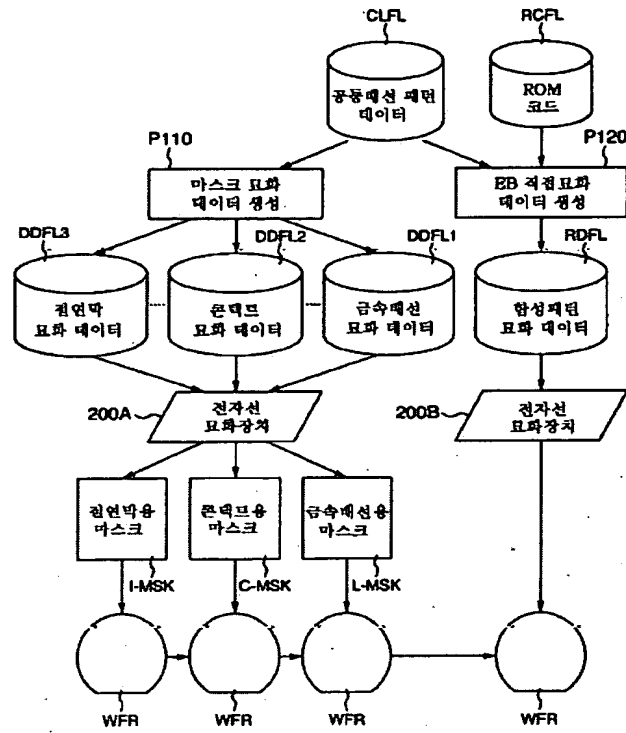 CLFL
RCFL
공통배선 패턴
데이터
ROM
코드
P110
P120
마스크 묘화
데이터 생성
EB 직접묘화
데이터 생성
DDFL3
DDFL2
DDFL1
RDFL
절연막
묘화 데이터
콘택트
묘화 데이터
금속배선
묘화 데이터
합성패턴
묘화 데이터
200A
전자선
묘화장치
200B
전자선
묘화장치
절연막용
마스크
콘택트용
마스크
금속배선용
마스크
I-MSK
C-MSK
L-MSK
WFR
WFR
WFR
WFR